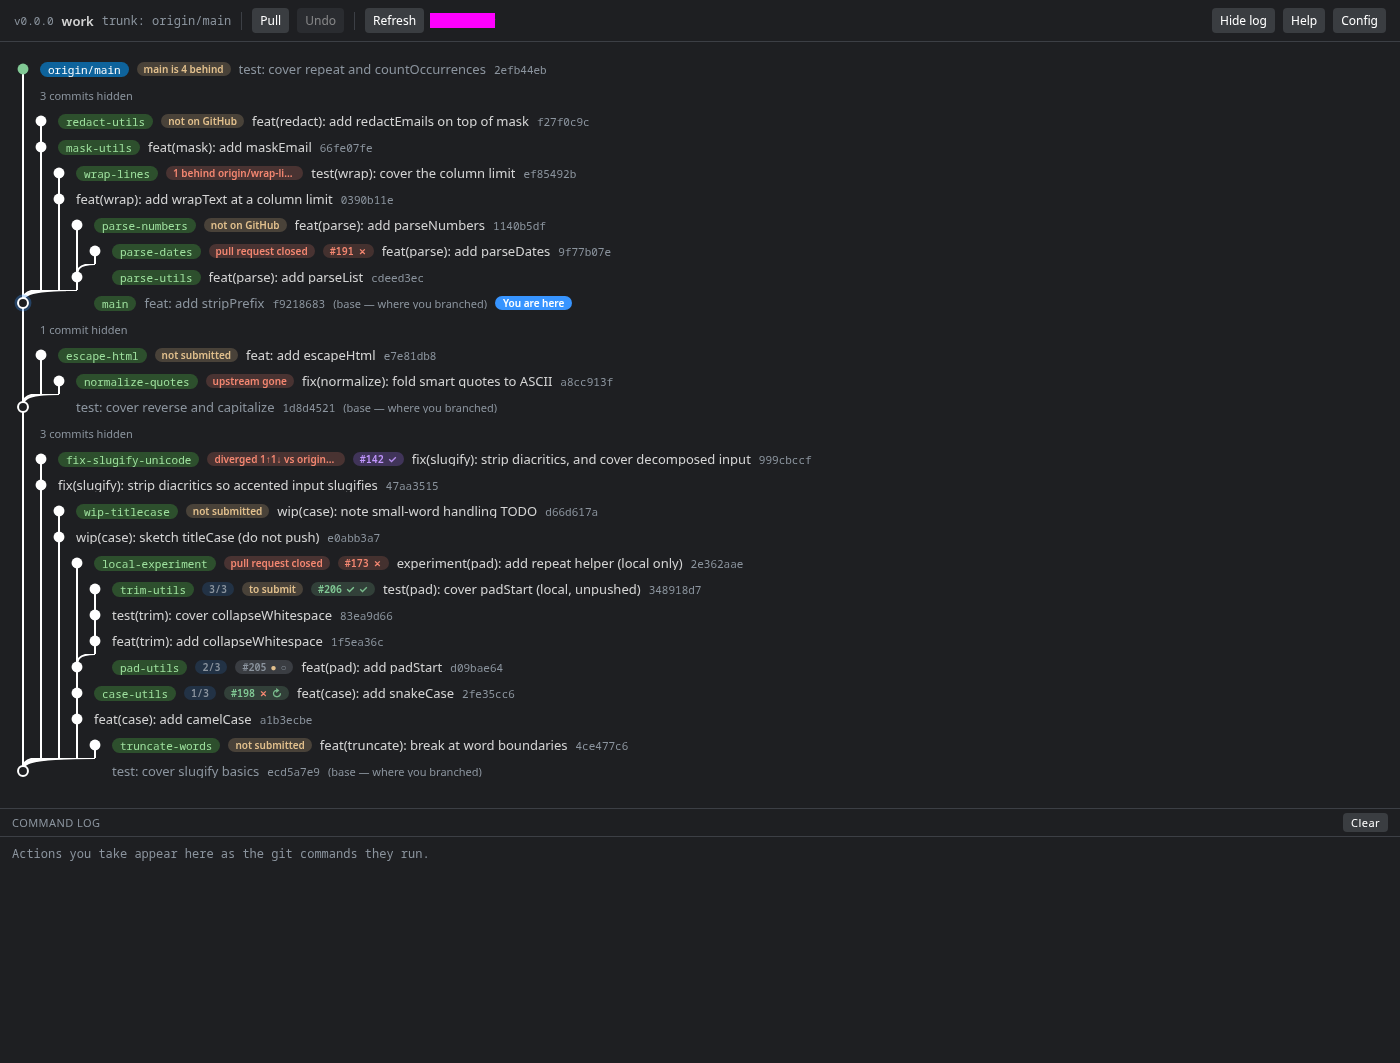 v0.0.0 work trunk: origin/main Pull Undo Refresh Hide log Help Config
origin/main main is 4 behind test: cover repeat and countOccurrences 2efb44eb
3 commits hidden
redact-utils not on GitHub feat(redact): add redactEmails on top of mask f27f0c9c
mask-utils feat(mask): add maskEmail 66fe07fe
wrap-lines 1 behind origin/wrap-li... test(wrap): cover the column limit ef85492b
feat(wrap): add wrapText at a column limit 0390b11e
parse-numbers not on GitHub feat(parse): add parseNumbers 1140b5df
parse-dates pull request closed #191 × feat(parse): add parseDates 9f77b07e
parse-utils feat(parse): add parseList cdeed3ec
main feat: add stripPrefix f9218683 (base — where you branched) You are here
1 commit hidden
escape-html not submitted feat: add escapeHtml e7e81db8
normalize-quotes upstream gone fix(normalize): fold smart quotes to ASCII a8cc913f
test: cover reverse and capitalize 1d8d4521 (base — where you branched)
3 commits hidden
fix-slugify-unicode diverged 1↑1↓ vs origin... #142 ✓ fix(slugify): strip diacritics, and cover decomposed input 999cbccf
fix(slugify): strip diacritics so accented input slugifies 47aa3515
wip-titlecase not submitted wip(case): note small-word handling TODO d66d617a
wip(case): sketch titleCase (do not push) e0abb3a7
local-experiment pull request closed #173 × experiment(pad): add repeat helper (local only) 2e362aae
trim-utils 3/3 to submit #206 ✓ ✓ test(pad): cover padStart (local, unpushed) 348918d7
test(trim): cover collapseWhitespace 83ea9d66
feat(trim): add collapseWhitespace 1f5ea36c
pad-utils 2/3 #205 ● ○ feat(pad): add padStart d09bae64
case-utils 1/3 #198 × ↻ feat(case): add snakeCase 2fe35cc6
feat(case): add camelCase a1b3ecbe
truncate-words not submitted feat(truncate): break at word boundaries 4ce477c6
test: cover slugify basics ecd5a7e9 (base — where you branched)
COMMAND LOG Clear
Actions you take appear here as the git commands they run.